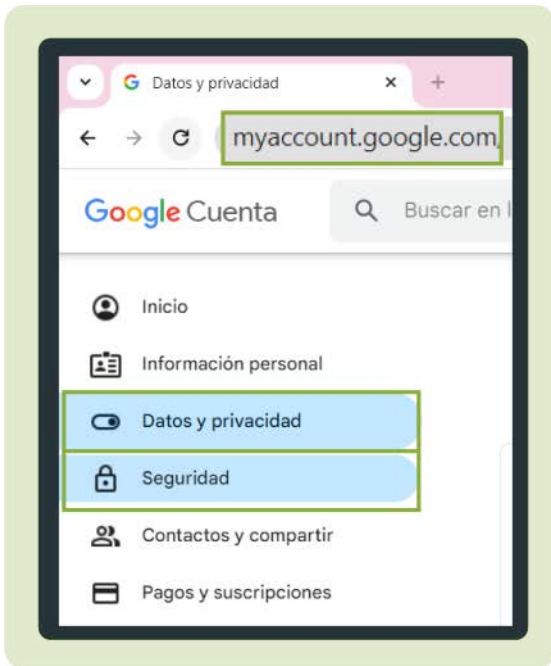 Datos y privacidad
myaccount.google.com
Google Cuenta
Buscar en l
Inicio
Información personal
Datos y privacidad
Seguridad
Contactos y compartir
Pagos y suscripciones